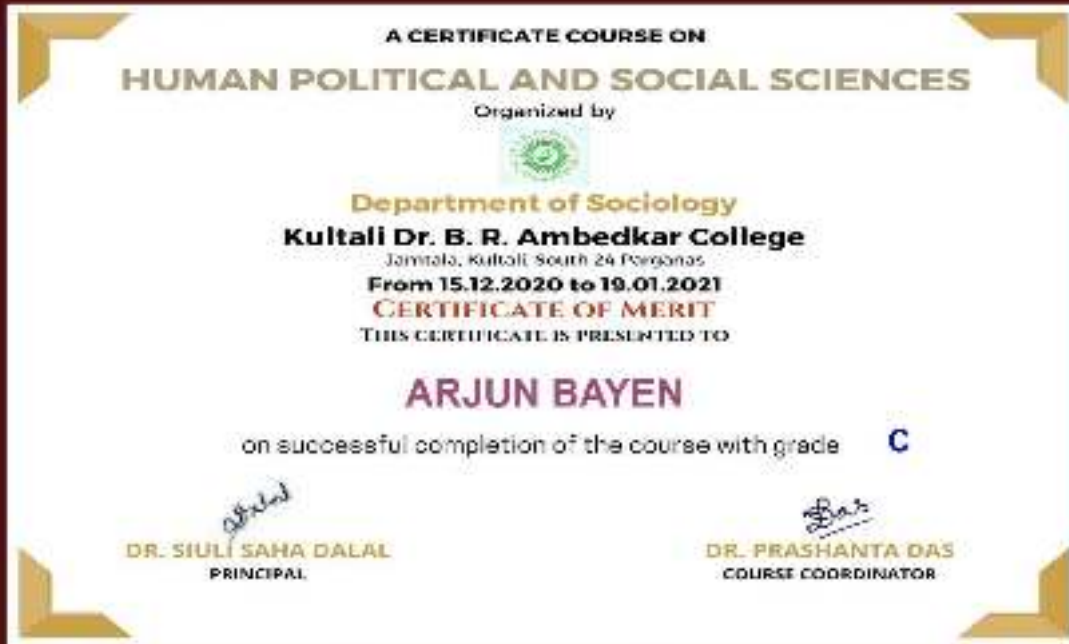 A CERTIFICATE COURSE ON
HUMAN POLITICAL AND SOCIAL SCIENCES
Organized by
Department of Sociology
Kultali Dr. B. R. Ambedkar College
Jamtala, Kultali, South 24 Parganas
From 15.12.2020 to 19.01.2021
CERTIFICATE OF MERIT
THIS CERTIFICATE IS PRESENTED TO
ARJUN BAYEN
on successful completion of the course with grade C
DR. SIULI SAHA DALAL
PRINCIPAL
Das
DR. PRASHANTA DAS
COURSE COORDINATOR